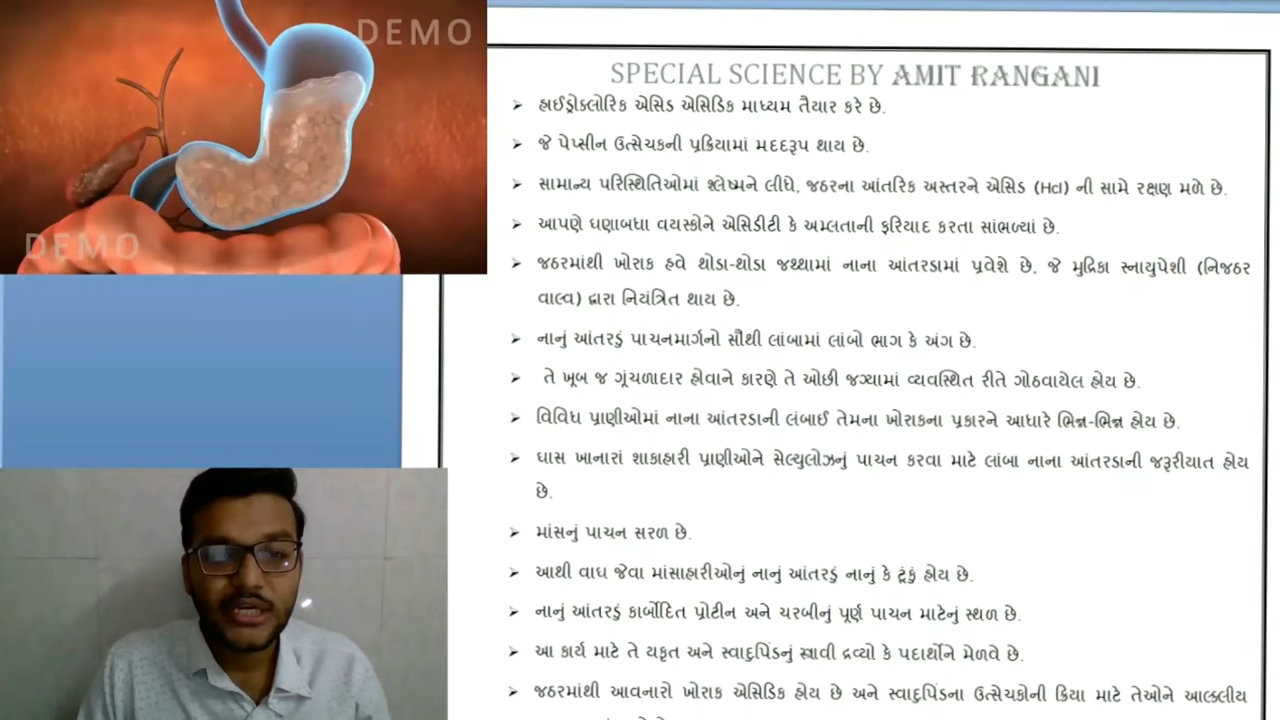 DEMO
DEMO
SPECIAL SCIENCE BY AMIT RANGANI
➢ હાઈડ્રોક્લોરિક એસિડ એસિડિક માધ્યમ તૈયાર કરે છે.
➢ જે પેપ્સીન ઉત્સેચકની પ્રક્રિયામાં મદદરૂપ થાય છે.
➢ સામાન્ય પરિસ્થિતિઓમાં શ્લેષ્મને લીધે, જઠરના આંતરિક અસ્તરને એસિડ (Hcl) ની સામે રક્ષણ મળે છે.
➢ આપણે ઘણાબધા વયસ્કોને એસિડીટી કે અમ્લતાની ફરિયાદ કરતા સાંભળ્યાં છે.
➢ જઠરમાંથી ખોરાક હવે થોડા-થોડા જથ્થામાં નાના આંતરડામાં પ્રવેશે છે, જે મુદ્રિકા સ્નાયુપેશી (નિજઠર
વાલ્વ) દ્વારા નિયંત્રિત થાય છે.
➢ નાનું આંતરડું પાચનમાર્ગનો સૌથી લાંબામાં લાંબો ભાગ કે અંગ છે.
➢ તે ખૂબ જ ગૂંચળાદાર હોવાને કારણે તે ઓછી જગ્યામાં વ્યવસ્થિત રીતે ગોઠવાયેલ હોય છે.
➢ વિવિધ પ્રાણીઓમાં નાના આંતરડાની લંબાઈ તેમના ખોરાકના પ્રકારને આધારે ભિન્ન-ભિન્ન હોય છે.
➢ ઘાસ ખાનારાં શાકાહારી પ્રાણીઓને સેલ્યુલોઝનું પાચન કરવા માટે લાંબા નાના આંતરડાની જરૂરીયાત હોય
છે.
➢ માંસનું પાચન સરળ છે.
➢ આથી વાઘ જેવા માંસાહારીઓનું નાનું આંતરડું નાનું કે ટૂંકું હોય છે.
➢ નાનું આંતરડું કાર્બોદિત પ્રોટીન અને ચરબીનું પૂર્ણ પાચન માટેનું સ્થળ છે.
➢ આ કાર્ય માટે તે યકૃત અને સ્વાદુપિંડનું સ્ત્રાવી દ્રવ્યો કે પદાર્થોને મેળવે છે.
➢ જઠરમાંથી આવનારો ખોરાક એસિડિક હોય છે અને સ્વાદુપિંડના ઉત્સેચકોની ક્રિયા માટે તેઓને આલ્કલીય